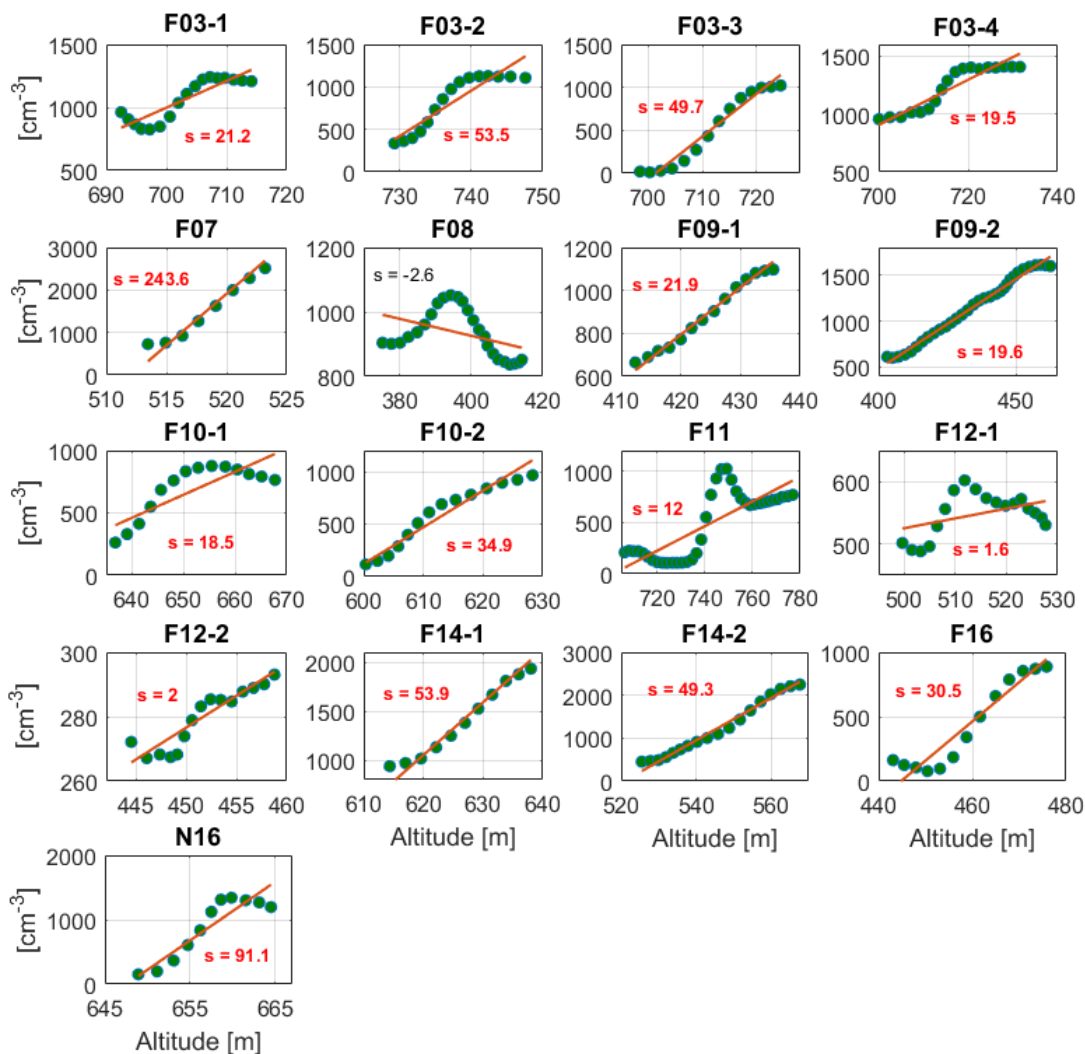 F03-1 F03-2 F03-3 F03-4
[cm-3]
1500 1000 500
690 700 710 720
s = 21.2
1500 1000 500 0
730 740 750
s = 53.5
1500 1000 500 0
700 710 720
s = 49.7
1500 1000 500
700 720 740
s = 19.5
F07 F08 F09-1 F09-2
[cm-3]
3000 2000 1000 0
510 515 520 525
s = 243.6
1200 1000 800
380 400 420
s = -2.6
1200 1000 800 600
410 420 430 440
s = 21.9
1500 1000 500
400 450
s = 19.6
F10-1 F10-2 F11 F12-1
[cm-3]
1000 500 0
640 650 660 670
s = 18.5
1000 500 0
600 610 620 630
s = 34.9
1000 500 0
720 740 760 780
s = 12
600 500
500 510 520 530
s = 1.6
F12-2 F14-1 F14-2 F16
[cm-3]
300 280 260
445 450 455 460
s = 2
2000 1500 1000
610 620 630 640
s = 53.9
Altitude [m]
3000 2000 1000 0
520 540 560
s = 49.3
Altitude [m]
1000 500 0
440 460 480
s = 30.5
Altitude [m]
N16
[cm-3]
2000 1000 0
645 655 665
s = 91.1
Altitude [m]